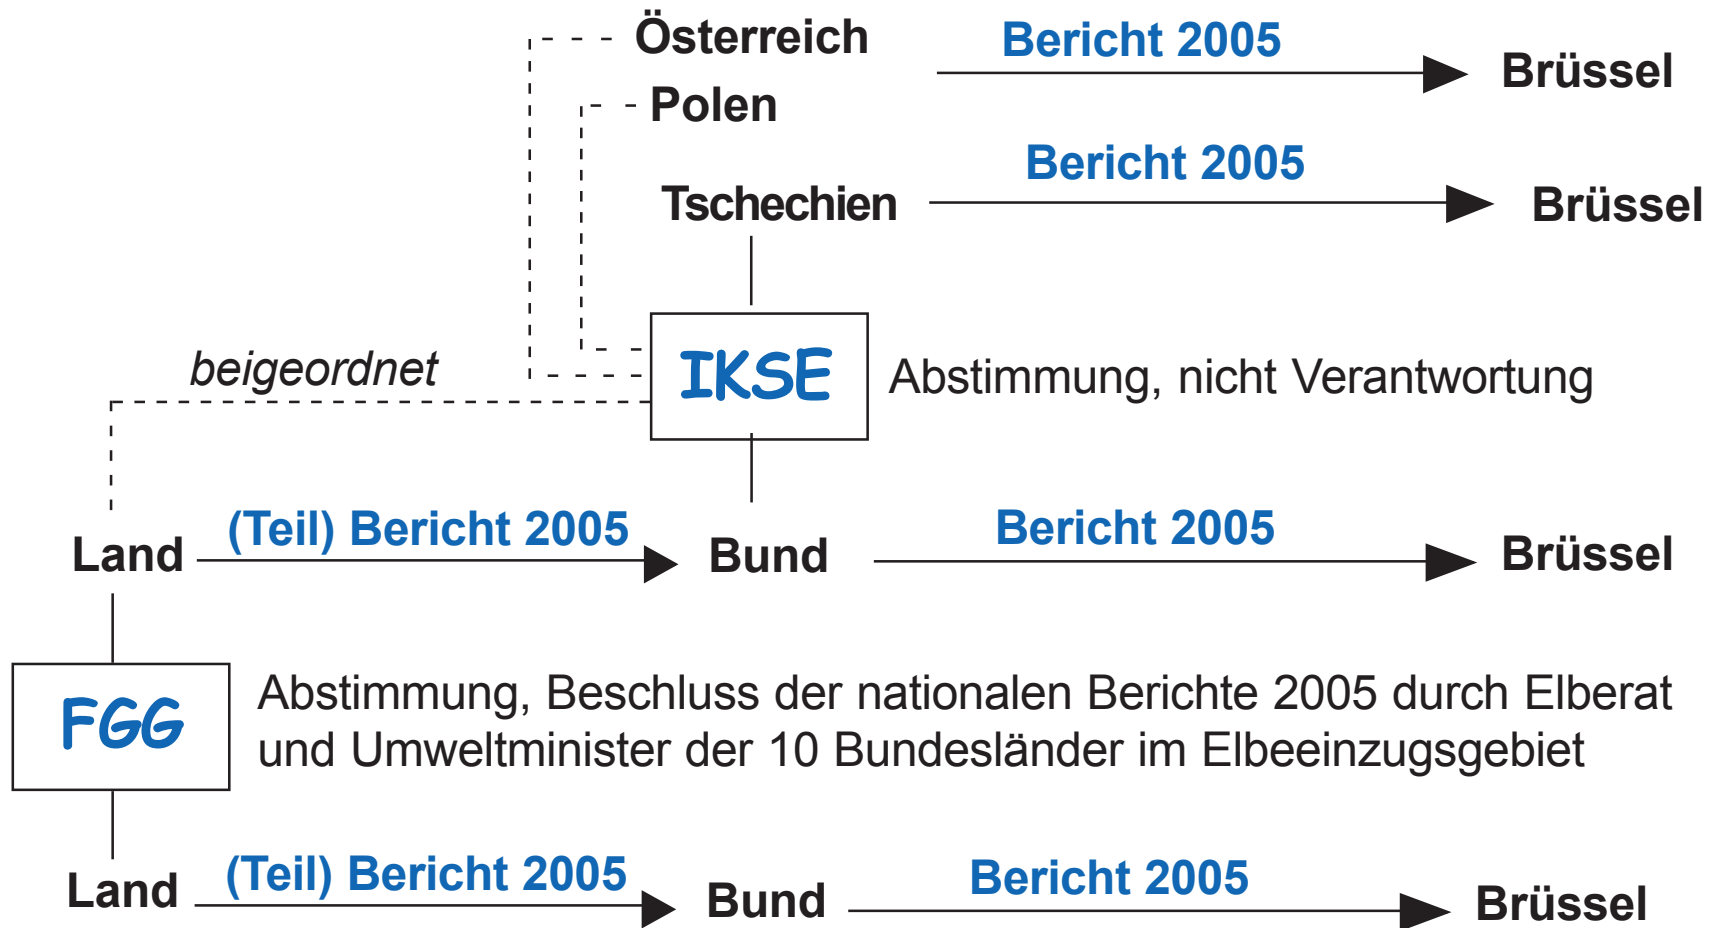 Österreich
Bericht 2005
Brüssel
Polen
Bericht 2005
Tschechien
Brüssel
beigeordnet
IKSE
Abstimmung, nicht Verantwortung
Land
(Teil) Bericht 2005
Bund
Bericht 2005
Brüssel
FGG
Abstimmung, Beschluss der nationalen Berichte 2005 durch Elberat
und Umweltminister der 10 Bundesländer im Elbeeinzugsgebiet
Land
(Teil) Bericht 2005
Bund
Bericht 2005
Brüssel